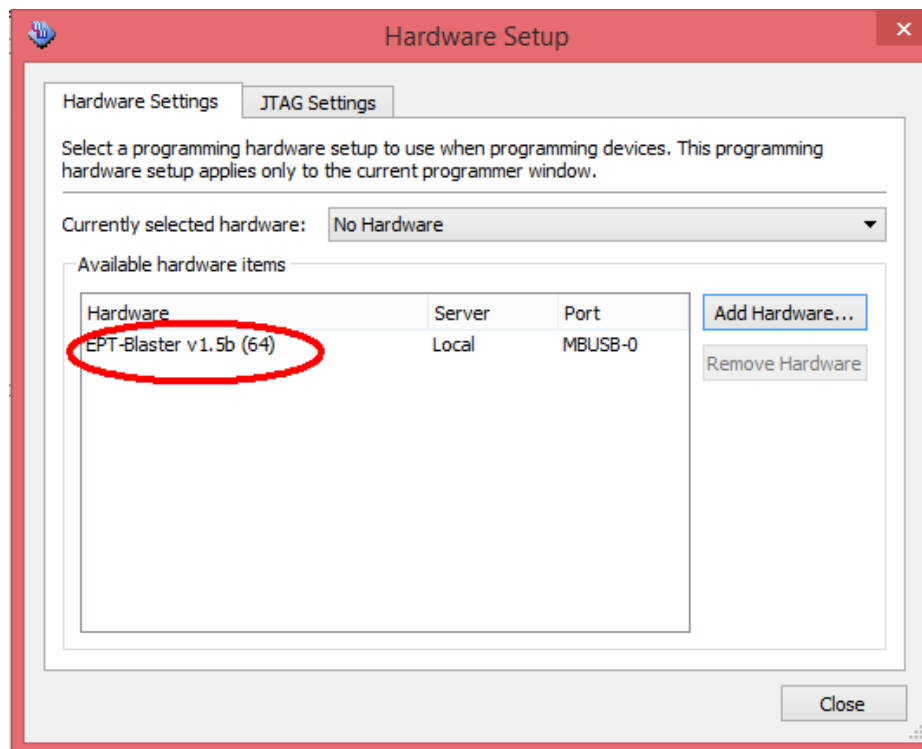 Hardware Setup
Hardware Settings
JTAG Settings
Select a programming hardware setup to use when programming devices. This programming
hardware setup applies only to the current programmer window.
Currently selected hardware: No Hardware
Available hardware items
Hardware Server Port
EPT-Blaster v1.5b (64) Local MBUSB-0
Add Hardware...
Remove Hardware
Close